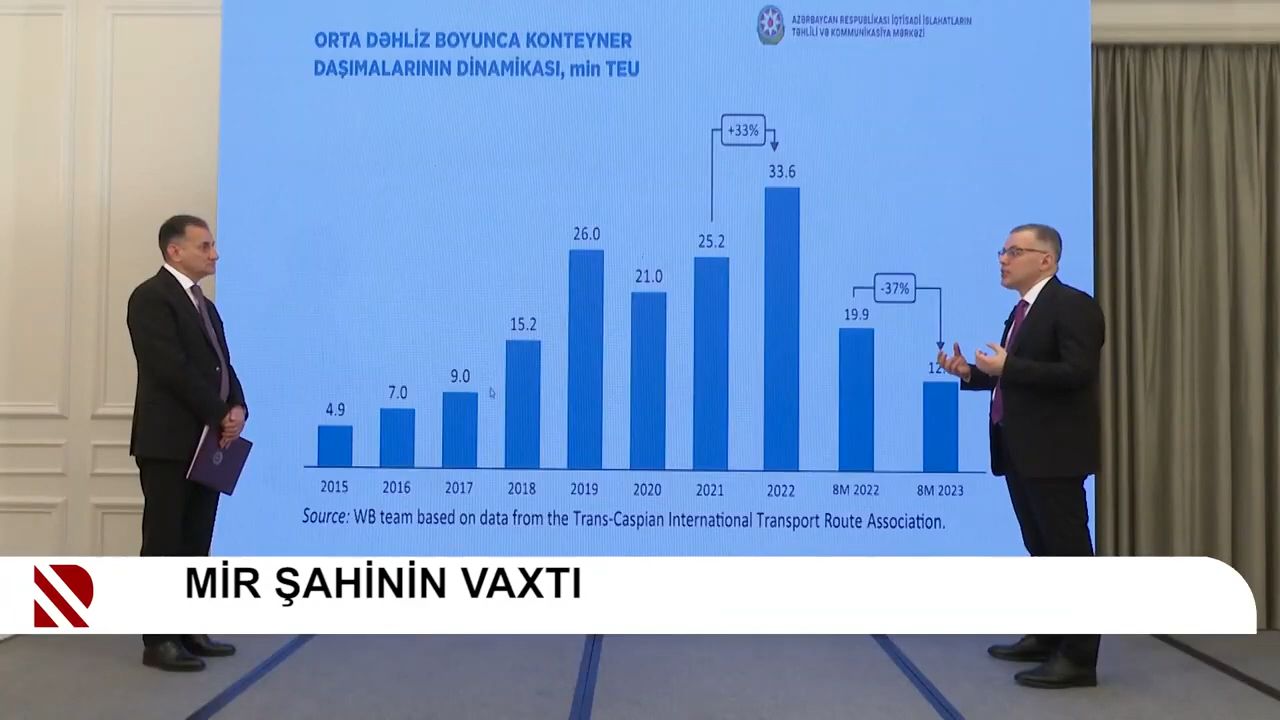 ORTA DƏHLİZ BOYUNCA KONTEYNER
DAŞIMALARININ DİNAMİKASI, min TEU
AZƏRBAYCAN RESPUBLİKASI İQTİSADİ İSLAHATLARIN
TƏHLİLİ VƏ KOMMUNİKASİYA MƏRKƏZİ
+33%
33.6
26.0
25.2
21.0
-37%
19.9
15.2
9.0
7.0
4.9
2015 2016 2017 2018 2019 2020 2021 2022 8M 2022 8M 2023
Source: WB team based on data from the Trans-Caspian International Transport Route Association.
MİR ŞAHİNİN VAXTI